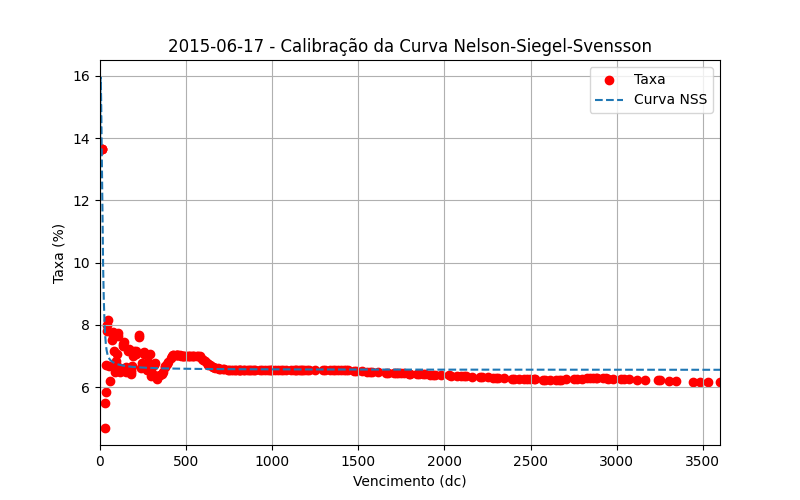 2015-06-17 - Calibração da Curva Nelson-Siegel-Svensson
Taxa
Curva NSS
Taxa (%)
16
14
12
10
8
6
0
500
1000
1500
2000
2500
3000
3500
Vencimento (dc)